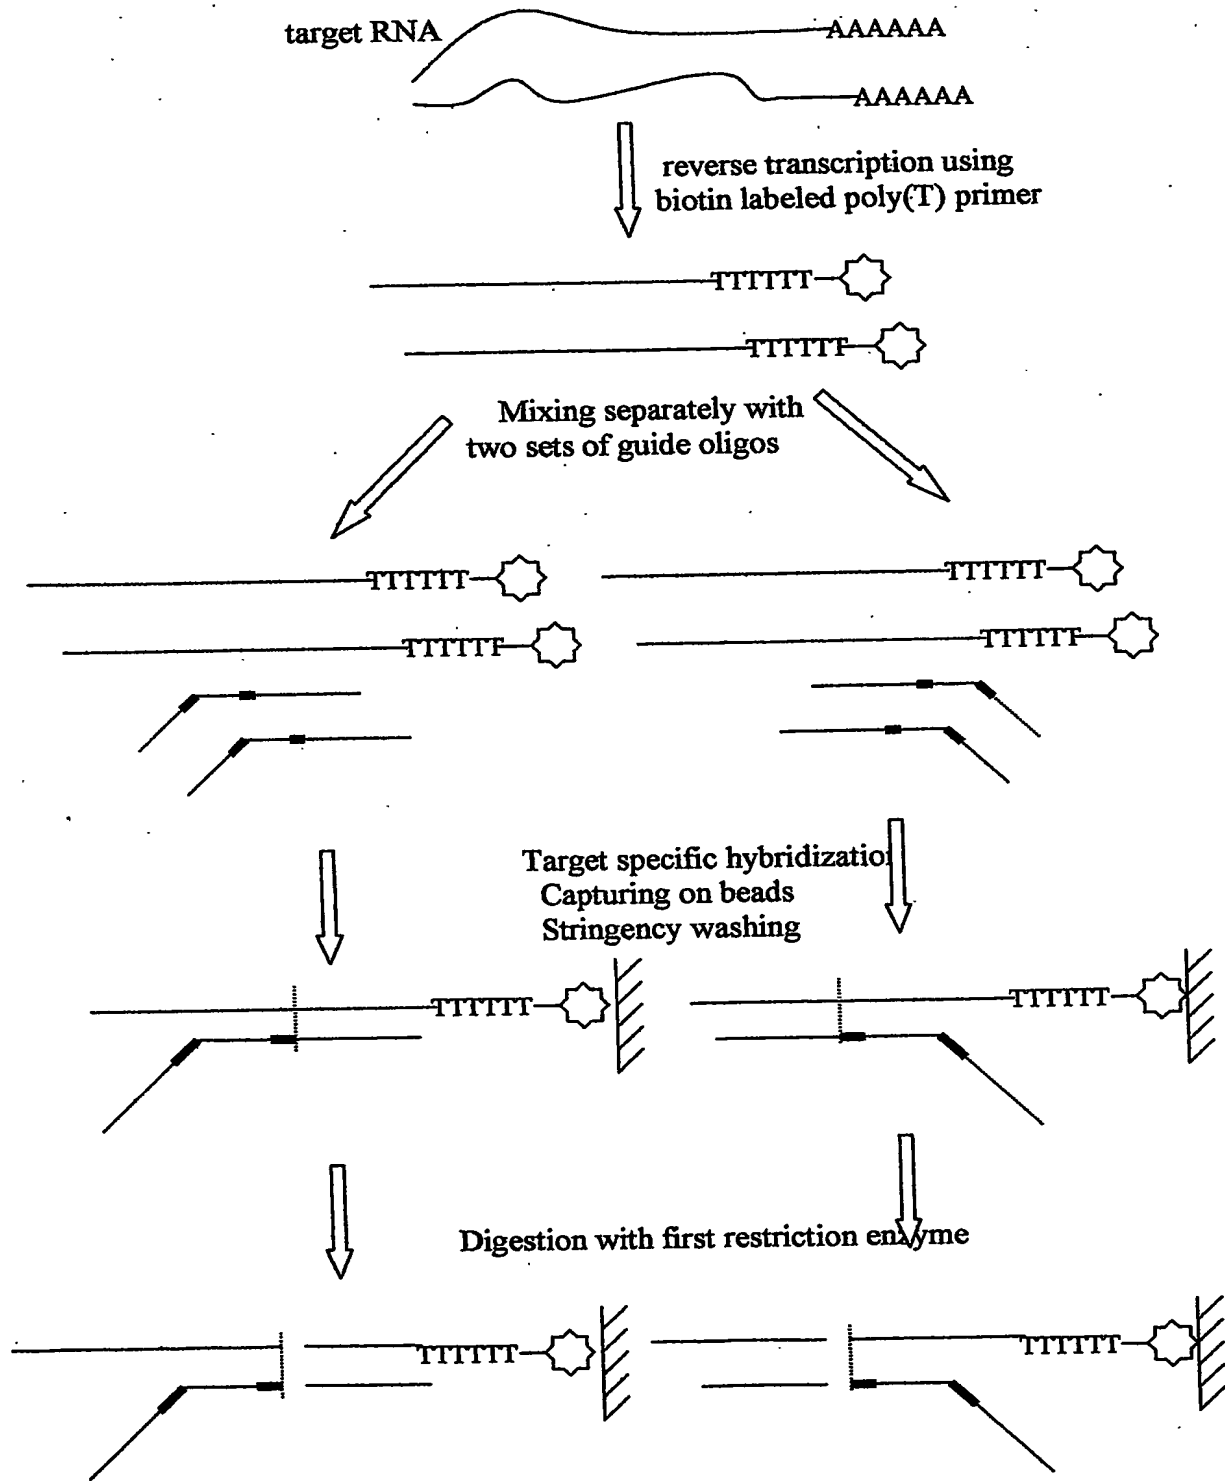 target RNA
AAAAAA
AAAAAA
reverse transcription using
biotin labeled poly(T) primer
TTTTTT
TTTTTT
Mixing separately with
two sets of guide oligos
TTTTTT
TTTTTT
TTTTTT
TTTTTT
Target specific hybridization
Capturing on beads
Stringency washing
TTTTTT
TTTTTT
Digestion with first restriction enzyme
TTTTTT
TTTTTT